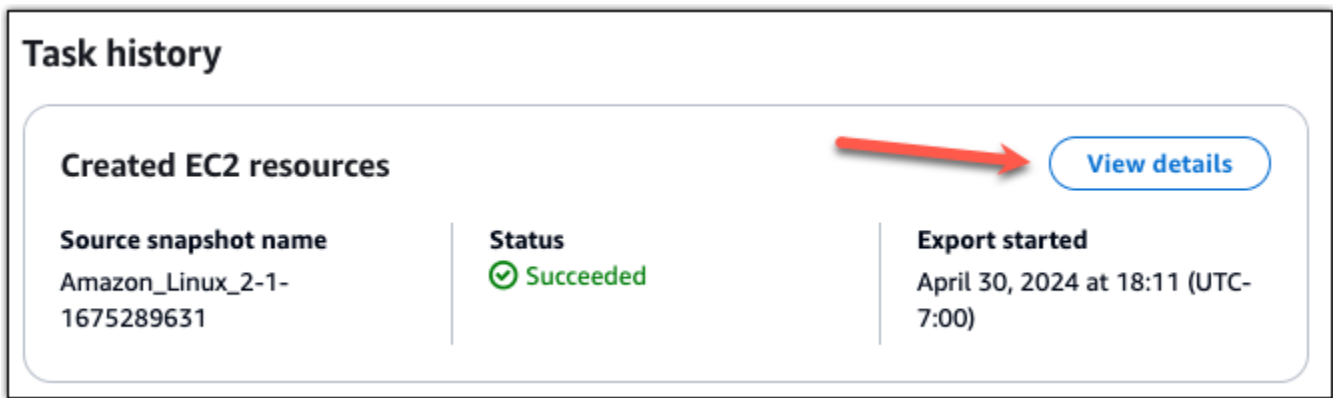 Task history
Created EC2 resources
View details
Source snapshot name
Amazon_Linux_2-1-
1675289631
Status
Succeeded
Export started
April 30, 2024 at 18:11 (UTC-
7:00)